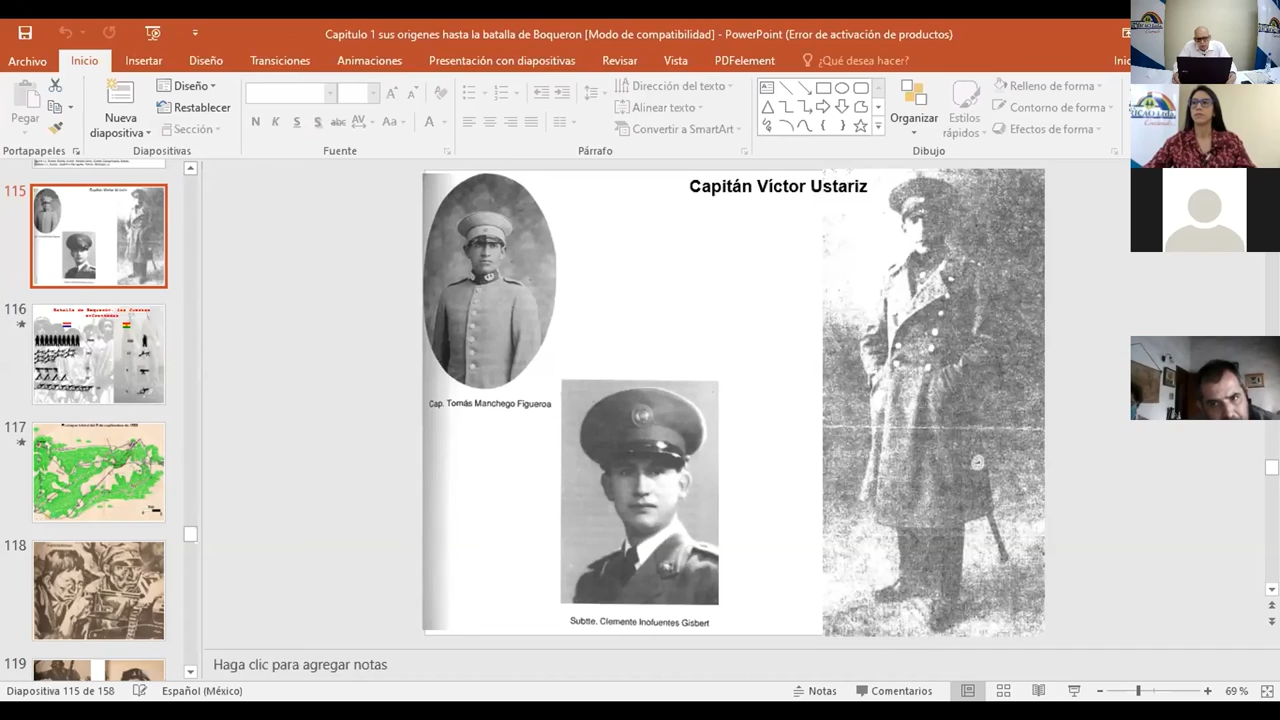 Capitulo 1 sus origenes hasta la batalla de Boqueron [Modo de compatibilidad] - PowerPoint (Error de activación de productos)
Archivo
Inicio
Insertar
Diseño
Transiciones
Animaciones
Presentación con diapositivas
Revisar
Vista
PDFelement
¿Qué desea hacer?
Pegar
Nueva
diapositiva
Diseño
Restablecer
Sección
N K S S abc AV Aa A
Dirección del texto
Alinear texto
Convertir a SmartArt
Organizar
Estilos
rápidos
Relleno de forma
Contorno de forma
Efectos de forma
Portapapeles
Diapositivas
Fuente
Párrafo
Dibujo
115
116
117
118
119
Capitán Víctor Ustariz
Cap. Tomás Manchego Figueroa
Subtte. Clemente Inofuentes Gisbert
Haga clic para agregar notas
Diapositiva 115 de 158
Español (México)
Notas
Comentarios
69 %